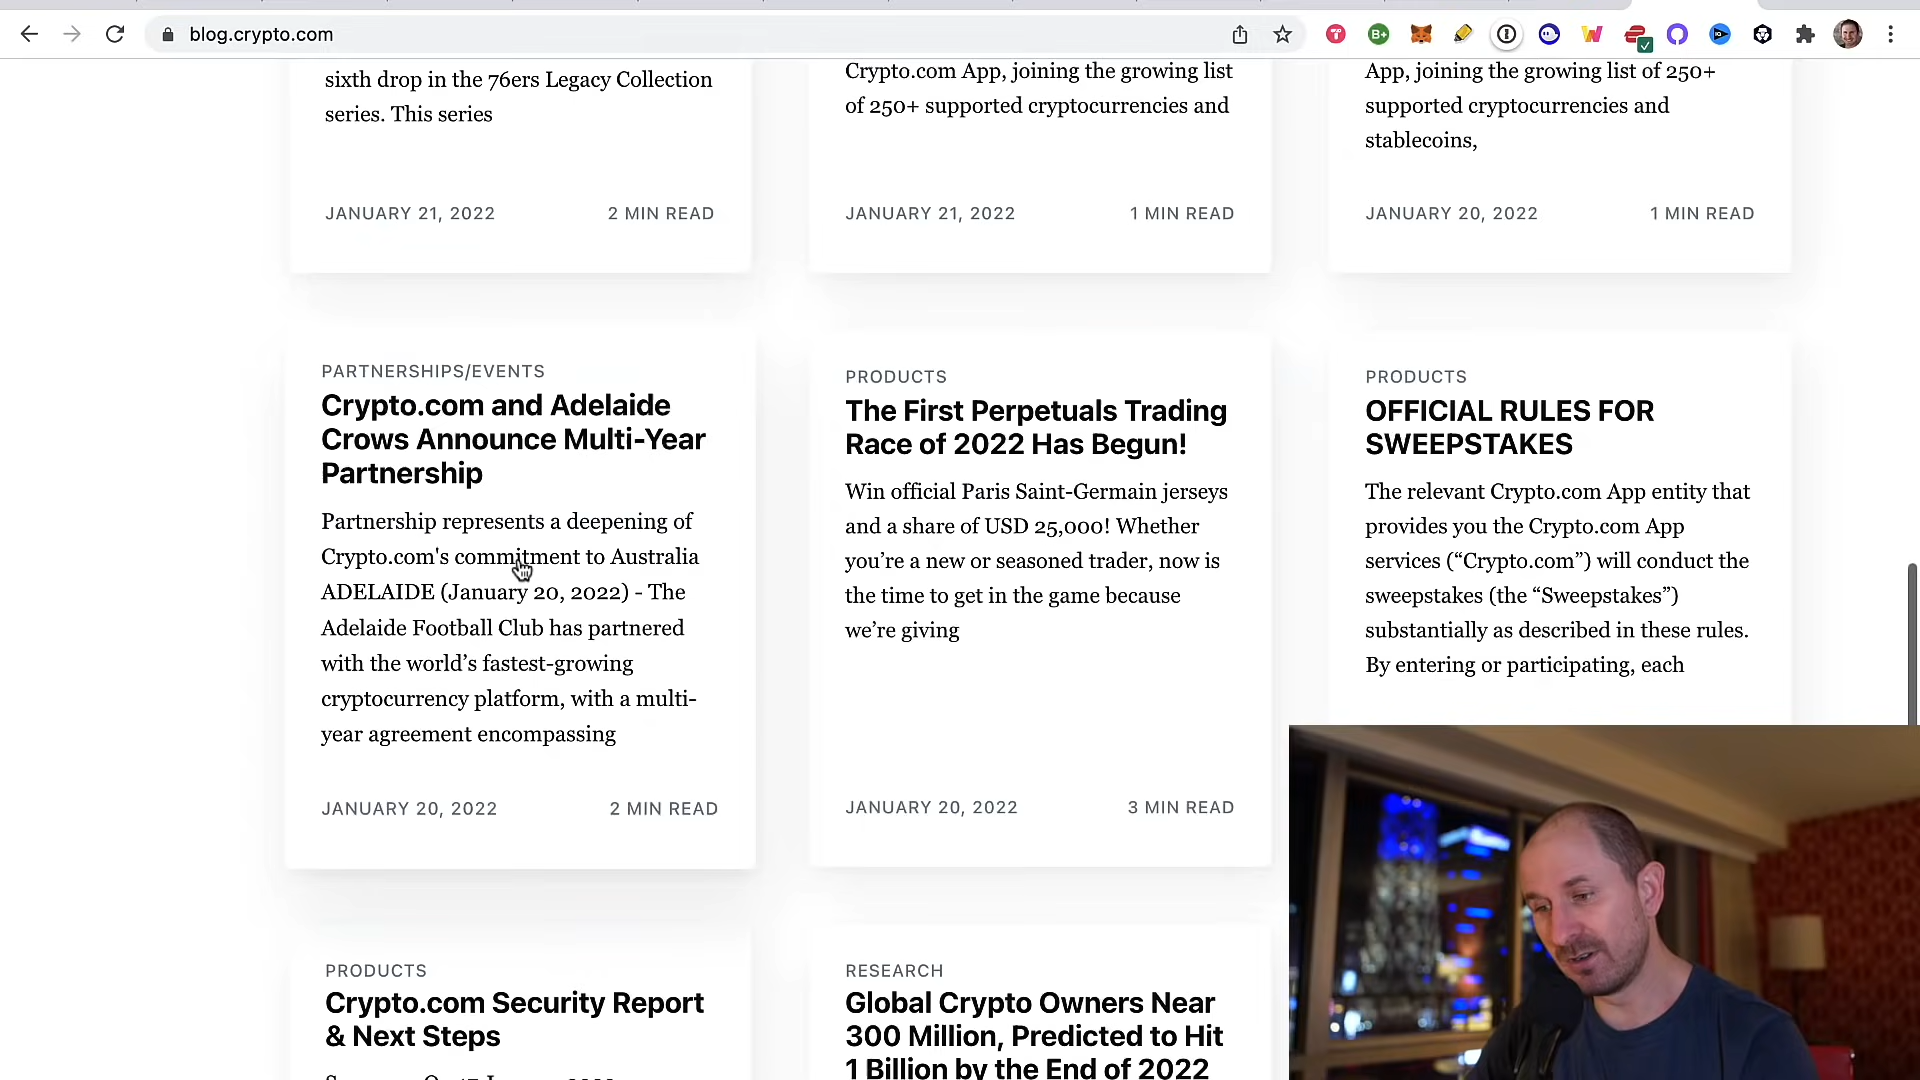 blog.crypto.com
sixth drop in the 76ers Legacy Collection
series. This series
JANUARY 21, 2022 2 MIN READ
Crypto.com App, joining the growing list
of 250+ supported cryptocurrencies and
JANUARY 21, 2022 1 MIN READ
App, joining the growing list of 250+
supported cryptocurrencies and
stablecoins,
JANUARY 20, 2022 1 MIN READ
PARTNERSHIPS/EVENTS
Crypto.com and Adelaide
Crows Announce Multi-Year
Partnership
Partnership represents a deepening of
Crypto.com's commitment to Australia
ADELAIDE (January 20, 2022) - The
Adelaide Football Club has partnered
with the world’s fastest-growing
cryptocurrency platform, with a multi-
year agreement encompassing
JANUARY 20, 2022 2 MIN READ
PRODUCTS
The First Perpetuals Trading
Race of 2022 Has Begun!
Win official Paris Saint-Germain jerseys
and a share of USD 25,000! Whether
you’re a new or seasoned trader, now is
the time to get in the game because
we’re giving
JANUARY 20, 2022 3 MIN READ
PRODUCTS
OFFICIAL RULES FOR
SWEEPSTAKES
The relevant Crypto.com App entity that
provides you the Crypto.com App
services (“Crypto.com”) will conduct the
sweepstakes (the “Sweepstakes”)
substantially as described in these rules.
By entering or participating, each
PRODUCTS
Crypto.com Security Report
& Next Steps
RESEARCH
Global Crypto Owners Near
300 Million, Predicted to Hit
1 Billion by the End of 2022